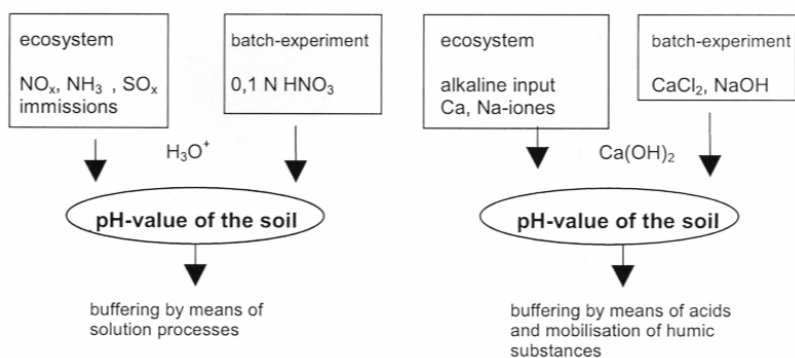 ecosystem
NOx, NH3 , SOx
immissions
batch-experiment
0,1 N HNO3
H3O+
pH-value of the soil
buffering by means of
solution processes
ecosystem
alkaline input
Ca, Na-iones
batch-experiment
CaCl2, NaOH
Ca(OH)2
pH-value of the soil
buffering by means of acids
and mobilisation of humic
substances